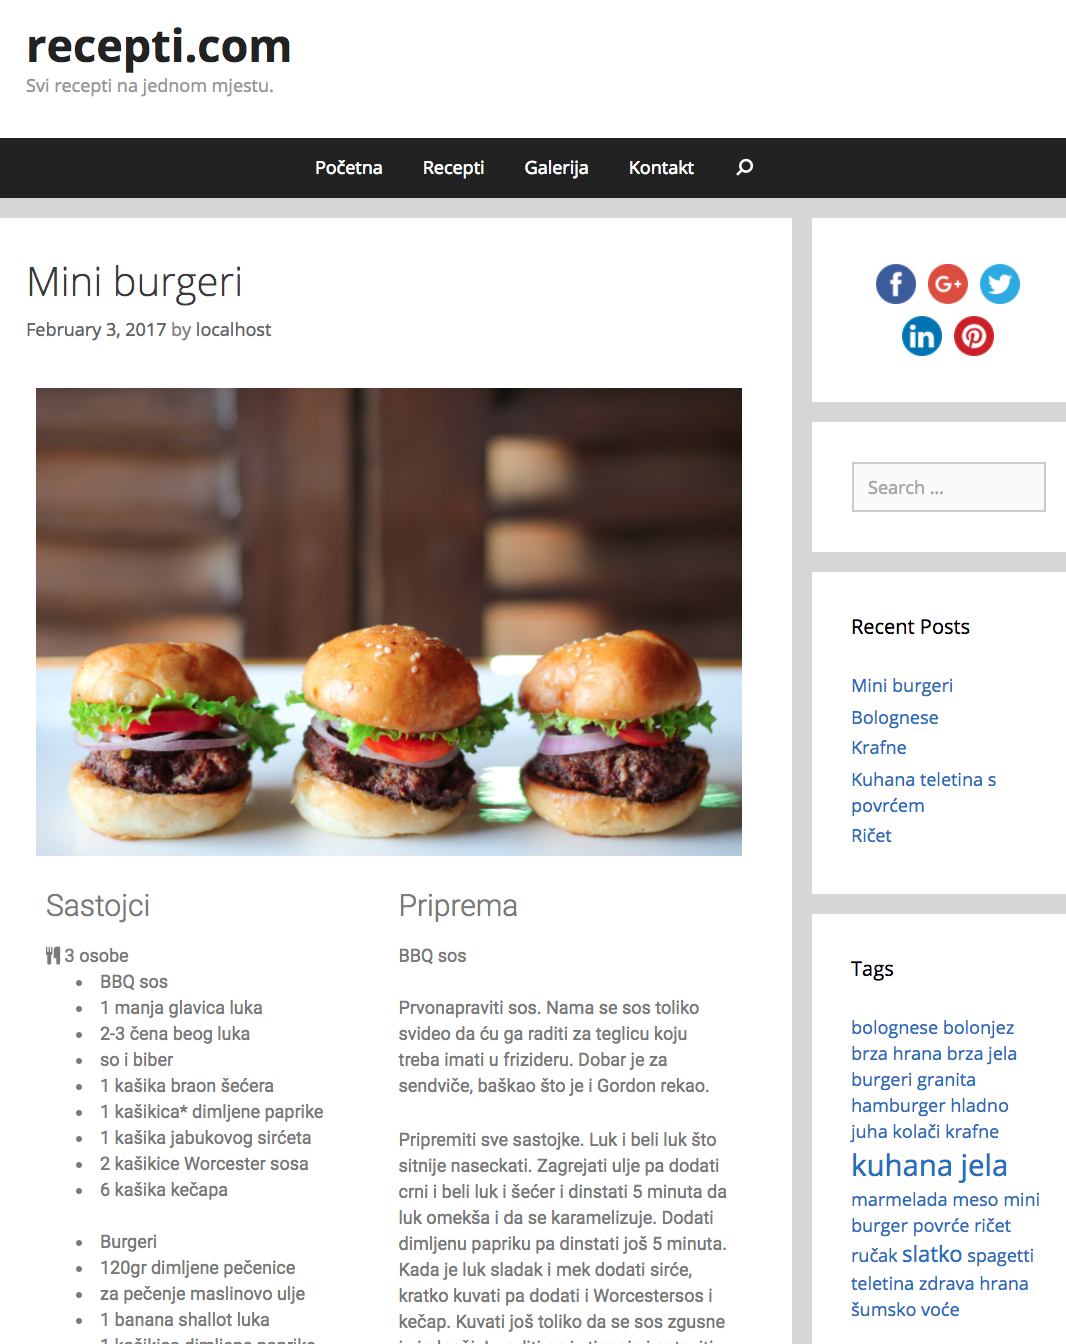 recepti.com
Svi recepti na jednom mjestu.
Početna Recepti Galerija Kontakt
Mini burgeri
February 3, 2017 by localhost
Sastojci
3 osobe
BBQ sos
1 manja glavica luka
2-3 čena beog luka
so i biber
1 kašika braon šećera
1 kašikica* dimljene paprike
1 kašika jabukovog sirćeta
2 kašikice Worcester sosa
6 kašika kečapa
Burgeri
120gr dimljene pečenice
za pečenje maslinovo ulje
1 banana shallot luka
1 kašikica dimljene paprike
Priprema
BBQ sos
Prvonapraviti sos. Nama se sos toliko
svideo da ću ga raditi za teglicu koju
treba imati u frizideru. Dobar je za
sendviče, baškao što je i Gordon rekao.
Pripremiti sve sastojke. Luk i beli luk što
sitnije naseckati. Zagrejati ulje pa dodati
crni i beli luk i šećer i dinstati 5 minuta da
luk omekša i da se karamelizuje. Dodati
dimljenu papriku pa dinstati još 5 minuta.
Kada je luk sladak i mek dodati sirće,
kratko kuvati pa dodati i Worcestersos i
kečap. Kuvati još toliko da se sos zgusne
f G+ in
Search ...
Recent Posts
Mini burgeri
Bolognese
Krafne
Kuhana teletina s
povrćem
Ričet
Tags
bolognese bolonjez
brza hrana brza jela
burgeri granita
hamburger hladno
juha kolači krafne
kuhana jela
marmelada meso mini
burger povrće ričet
ručak slatko spagetti
teletina zdrava hrana
šumsko voće